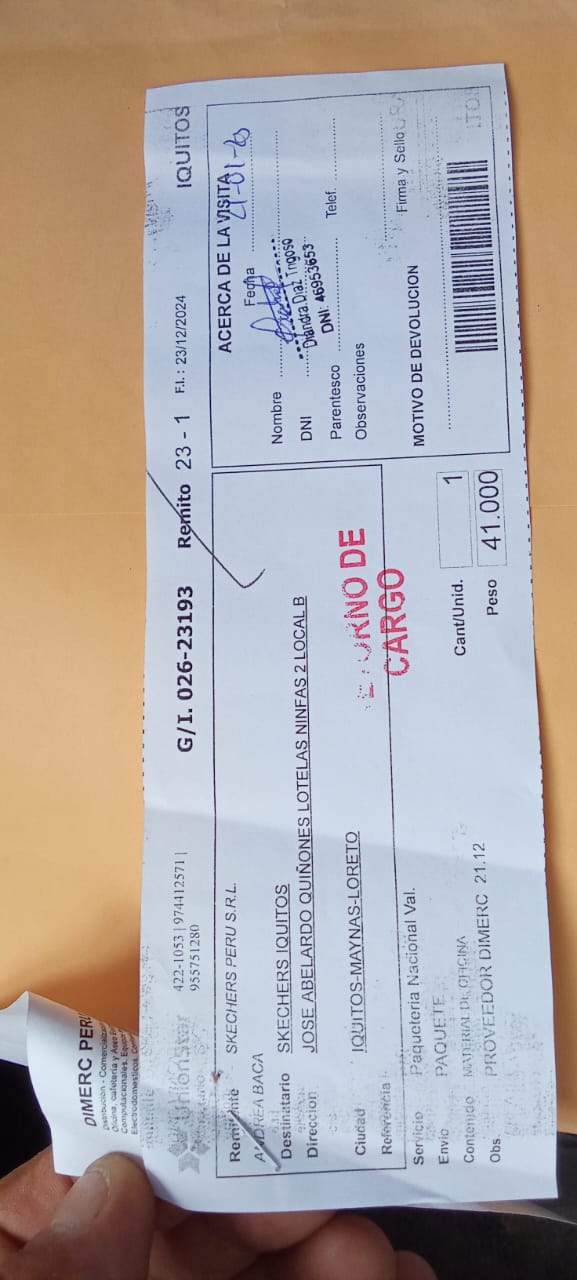 DIMERC PERU
UnionStar
422-1053 | 974412571 |
955751280
G/I. 026-23193
Remito 23 - 1
F.I.: 23/12/2024
IQUITOS
Remitente SKECHERS PERU S.R.L.
ANDREA BACA
Destinatario SKECHERS IQUITOS
Direccion JOSE ABELARDO QUIÑONES LOTELAS NINFAS 2 LOCAL B
Ciudad IQUITOS-MAYNAS-LORETO
Referencia
RETORNO DE
CARGO
Servicio Paqueteria Nacional Val.
Envio PAQUETE
Contenido MATERIAL DE OFICINA
Obs. PROVEEDOR DIMERC 21.12
Cant/Unid. 1
Peso 41.000
ACERCA DE LA VISITA
Fecha 21-01-25
Nombre
DNI
Diandra Diaz Trigoso
DNI: 46953653
Parentesco Telef.
Observaciones
Firma y Sello
MOTIVO DE DEVOLUCION